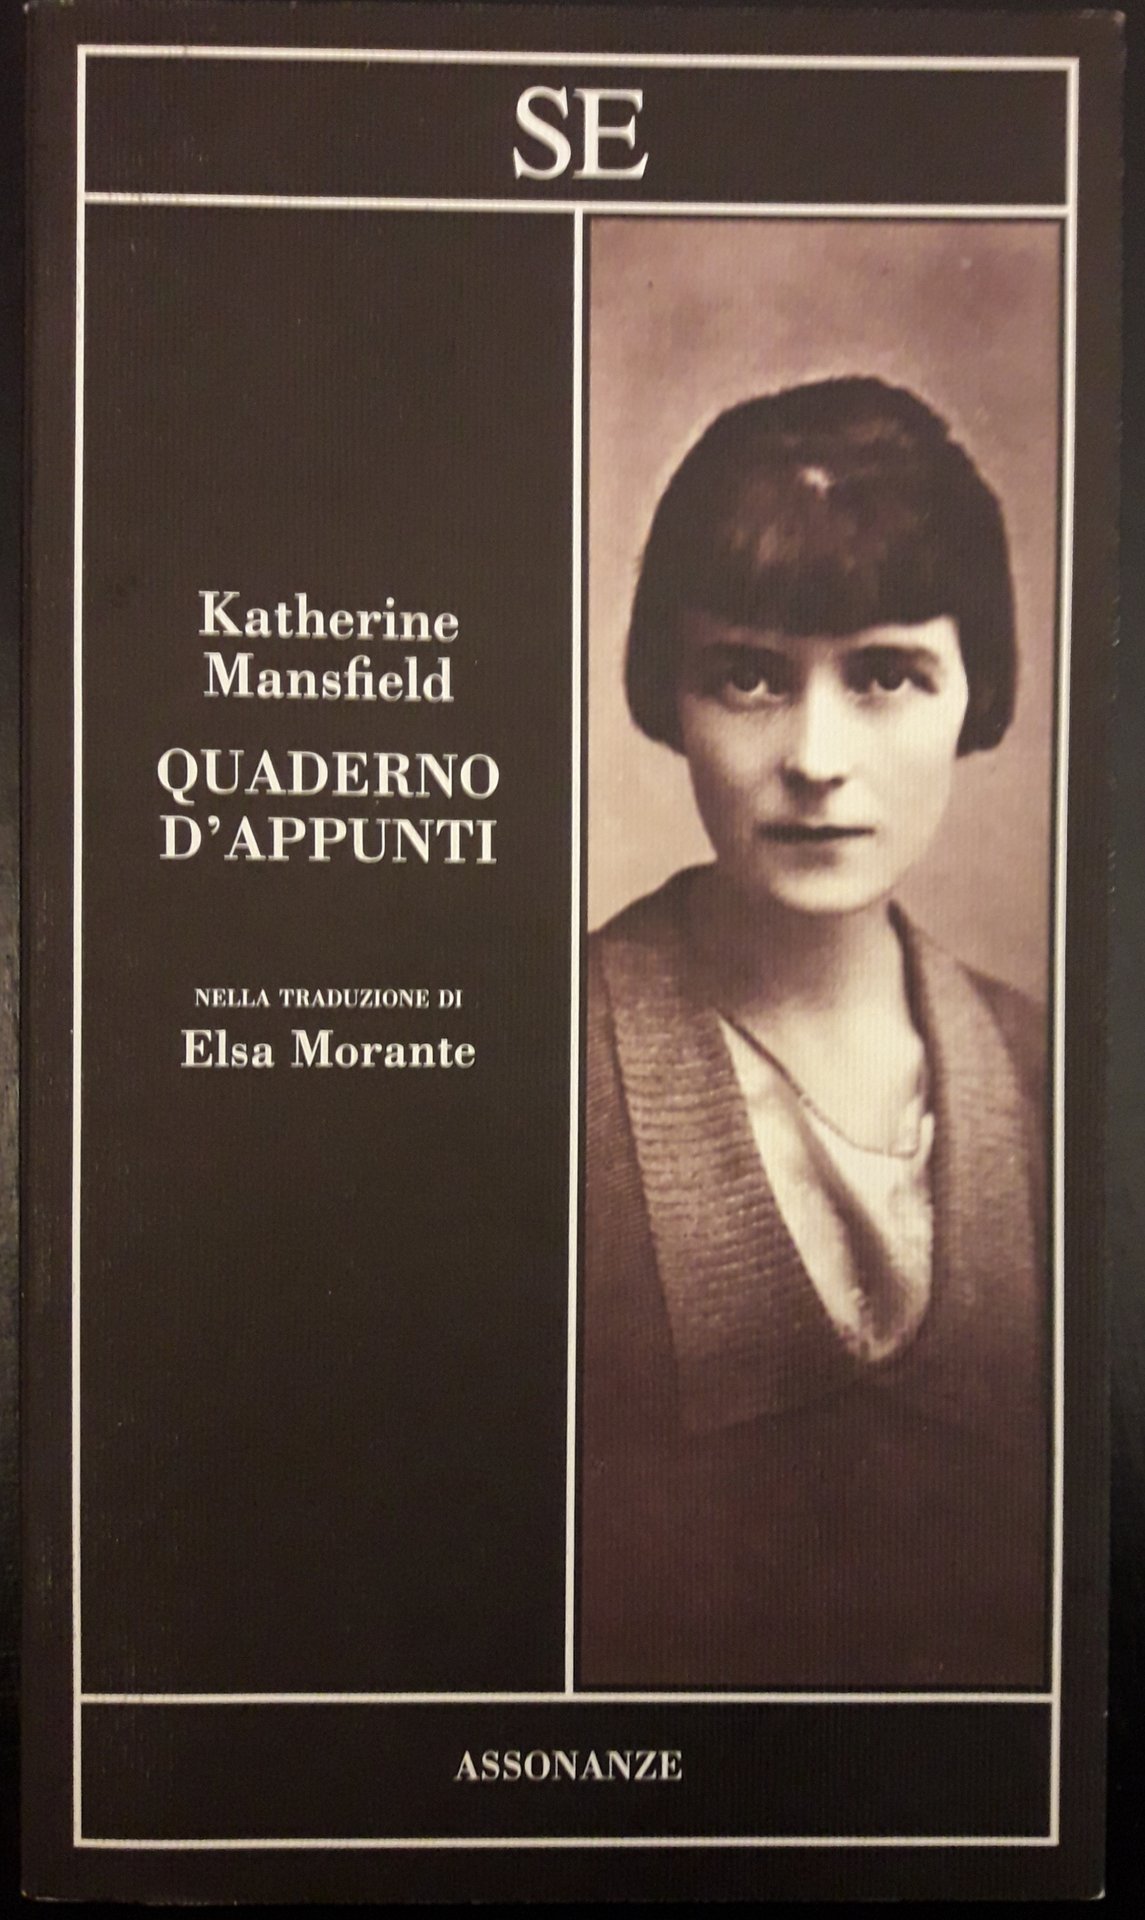 SE
Katherine
Mansfield
QUADERNO
D'APPUNTI
NELLA TRADUZIONE DI
Elsa Morante
ASSONANZE